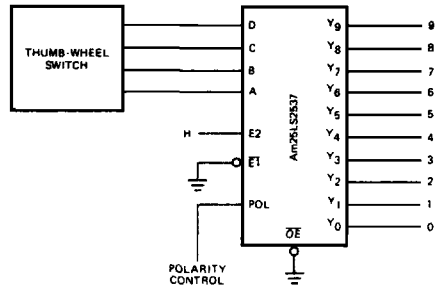 THUMB-WHEEL
SWITCH
D
C
B
A
H
E2
E1
POL
POLARITY
CONTROL
Am25LS2537
OE
Y9 9
Y8 8
Y7 7
Y6 6
Y5 5
Y4 4
Y3 3
Y2 2
Y1 1
Y0 0